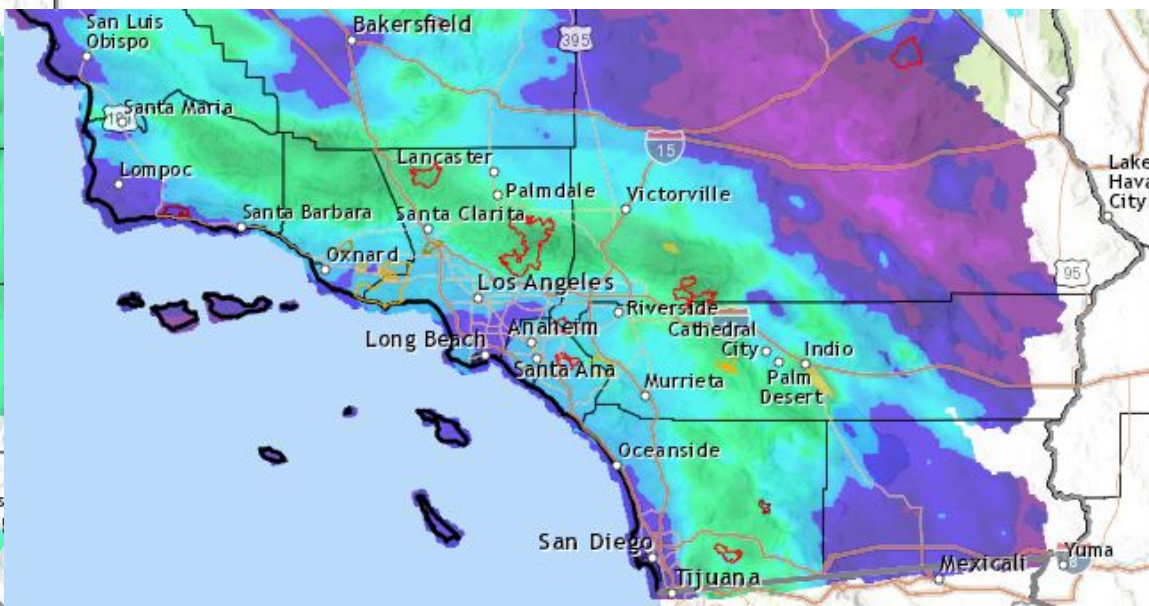 San Luis
Obispo
Bakersfield
395
Santa Maria
101
Lompoc
Lancaster
Palmdale
15
Victorville
Lake
Hava
City
Santa Barbara
Santa Clarita
Oxnard
Los Angeles
95
Long Beach
Anaheim
Santa Ana
Riverside
Cathedral
City
Indio
Palm
Desert
Murrieta
Oceanside
San Diego
Tijuana
Mexicali
Yuma
8